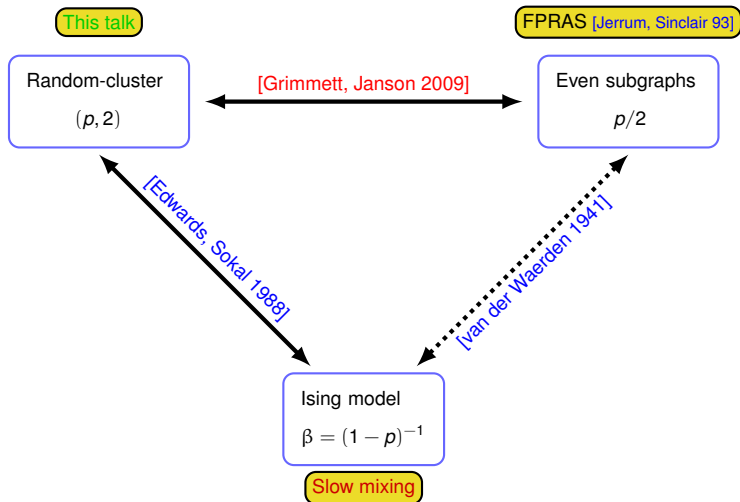 This talk
FPRAS [Jerrum, Sinclair 93]
Random-cluster
(p, 2)
[Grimmett, Janson 2009]
Even subgraphs
p/2
[Edwards, Sokal 1988]
[van der Waerden 1941]
Ising model
β = (1 − p)⁻¹
Slow mixing